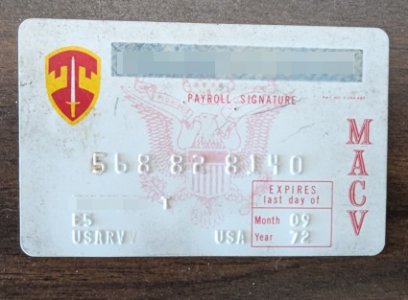 PAYROLL SIGNATURE
MACV
568 82 8140
EXPIRES
last day of
Y
E5
Month 09
USARV USA Year 72